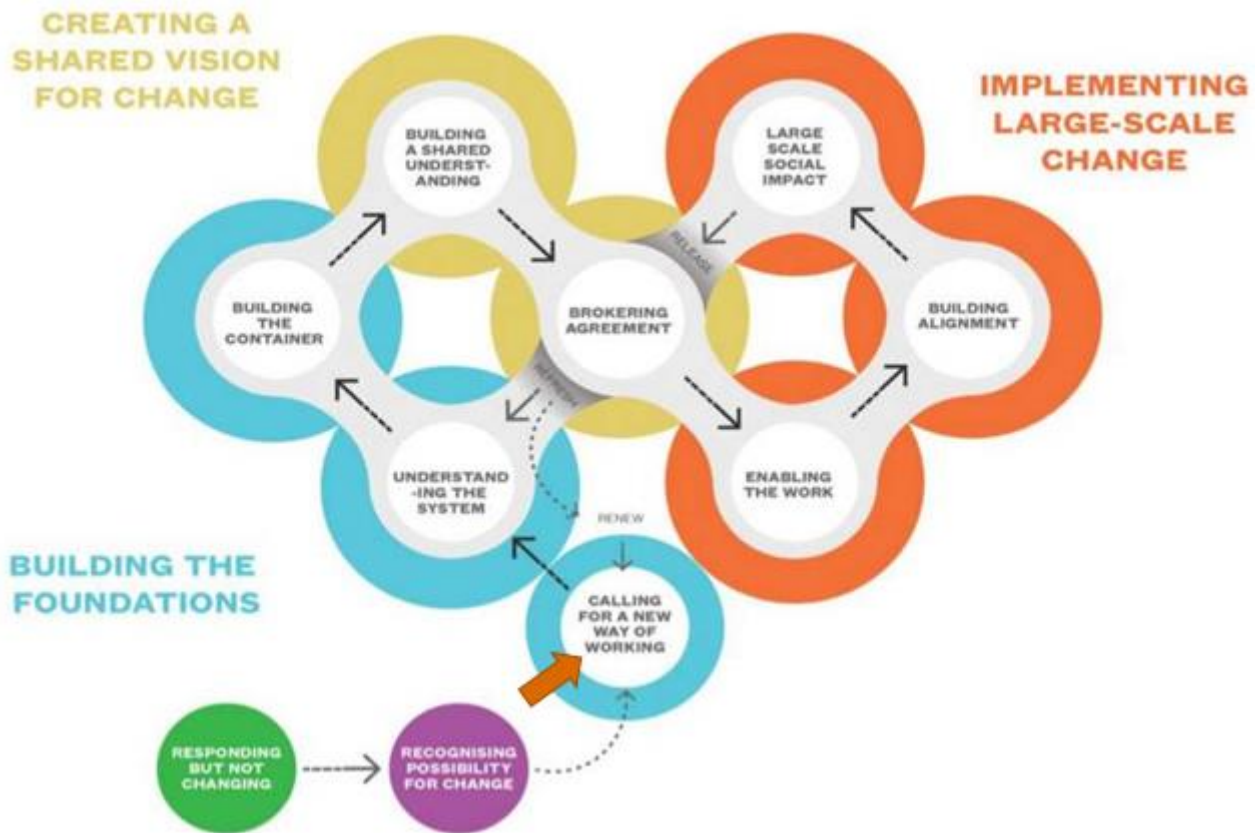 CREATING A
SHARED VISION
FOR CHANGE
IMPLEMENTING
LARGE-SCALE
CHANGE
BUILDING
A SHARED
UNDERST-
ANDING
LARGE
SCALE
SOCIAL
IMPACT
RELEASE
BUILDING
THE
CONTAINER
BROKERING
AGREEMENT
BUILDING
ALIGNMENT
REFRESH
UNDERSTAND
-ING THE
SYSTEM
ENABLING
THE WORK
RENEW
BUILDING THE
FOUNDATIONS
CALLING
FOR A NEW
WAY OF
WORKING
RESPONDING
BUT NOT
CHANGING
RECOGNISING
POSSIBILITY
FOR CHANGE